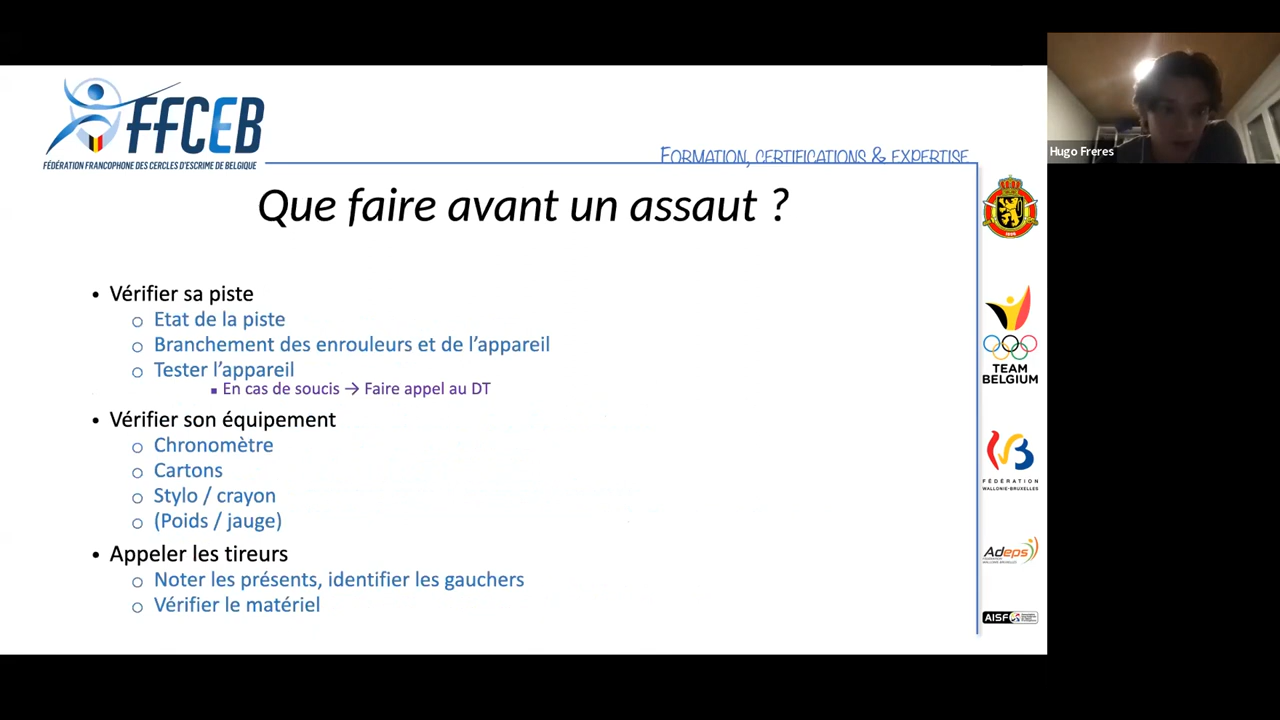 FFCEB
FÉDÉRATION FRANCOPHONE DES CERCLES D'ESCRIME DE BELGIQUE
FORMATION, CERTIFICATIONS & EXPERTISE
Hugo Freres
Que faire avant un assaut ?
• Vérifier sa piste
o Etat de la piste
o Branchement des enrouleurs et de l'appareil
o Tester l'appareil
▪ En cas de soucis → Faire appel au DT
• Vérifier son équipement
o Chronomètre
o Cartons
o Stylo / crayon
o (Poids / jauge)
• Appeler les tireurs
o Noter les présents, identifier les gauchers
o Vérifier le matériel
TEAM
BELGIUM
FÉDÉRATION
WALLONIE-BRUXELLES
Adeps
AISF